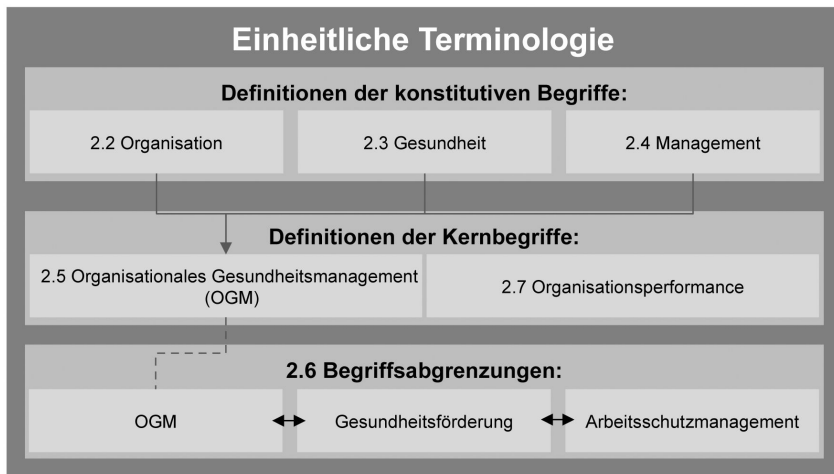 Einheitliche Terminologie
Definitionen der konstitutiven Begriffe:
2.2 Organisation
2.3 Gesundheit
2.4 Management
Definitionen der Kernbegriffe:
2.5 Organisationales Gesundheitsmanagement
(OGM)
2.7 Organisationsperformance
2.6 Begriffsabgrenzungen:
OGM
Gesundheitsförderung
Arbeitsschutzmanagement